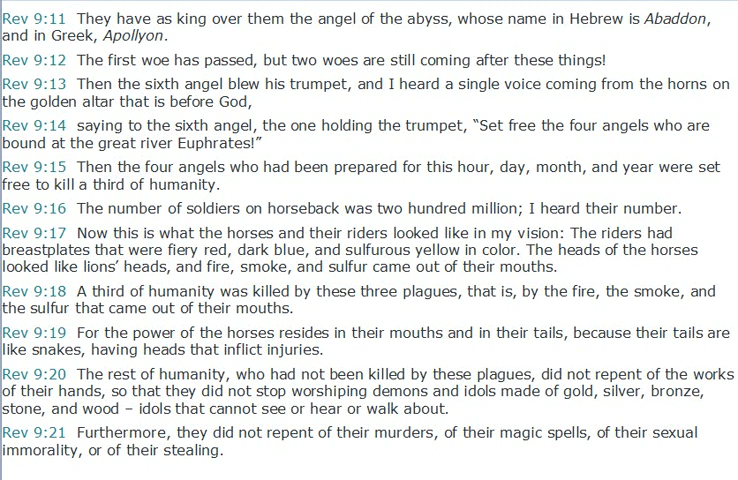 Rev 9:11 They have as king over them the angel of the abyss, whose name in Hebrew is Abaddon,
and in Greek, Apollyon.
Rev 9:12 The first woe has passed, but two woes are still coming after these things!
Rev 9:13 Then the sixth angel blew his trumpet, and I heard a single voice coming from the horns on
the golden altar that is before God,
Rev 9:14 saying to the sixth angel, the one holding the trumpet, “Set free the four angels who are
bound at the great river Euphrates!”
Rev 9:15 Then the four angels who had been prepared for this hour, day, month, and year were set
free to kill a third of humanity.
Rev 9:16 The number of soldiers on horseback was two hundred million; I heard their number.
Rev 9:17 Now this is what the horses and their riders looked like in my vision: The riders had
breastplates that were fiery red, dark blue, and sulfurous yellow in color. The heads of the horses
looked like lions’ heads, and fire, smoke, and sulfur came out of their mouths.
Rev 9:18 A third of humanity was killed by these three plagues, that is, by the fire, the smoke, and
the sulfur that came out of their mouths.
Rev 9:19 For the power of the horses resides in their mouths and in their tails, because their tails are
like snakes, having heads that inflict injuries.
Rev 9:20 The rest of humanity, who had not been killed by these plagues, did not repent of the works
of their hands, so that they did not stop worshiping demons and idols made of gold, silver, bronze,
stone, and wood – idols that cannot see or hear or walk about.
Rev 9:21 Furthermore, they did not repent of their murders, of their magic spells, of their sexual
immorality, or of their stealing.